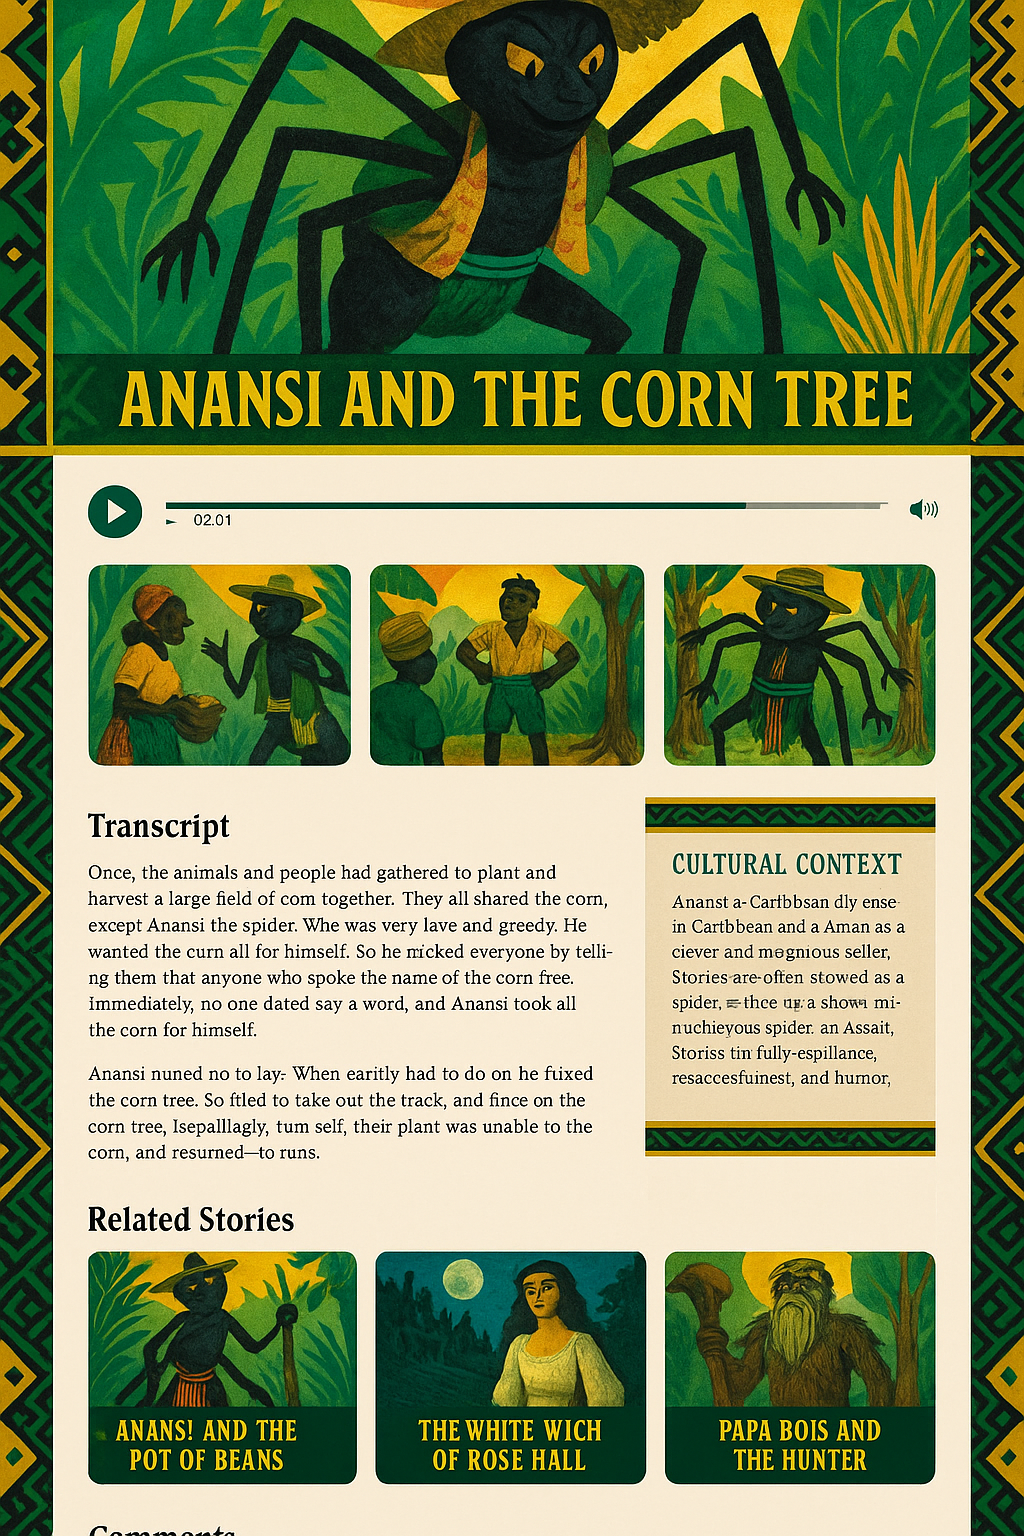 ANANSI AND THE CORN TREE
02.01
Transcript
Once, the animals and people had gathered to plant and
harvest a large field of com together. They all shared the corn,
except Anansi the spider. Whe was very lave and greedy. He
wanted the curn all for himself. So he micked everyone by telli-
ng them that anyone who spoke the name of the corn free.
Immediately, no one dated say a word, and Anansi took all
the corn for himself.
Anansi nuned no to lay. When earitly had to do on he fuixed
the corn tree. So ftled to take out the track, and fince on the
corn tree, Isepalllagly, tum self, their plant was unable to the
corn, and resurned—to runs.
CULTURAL CONTEXT
Ananst a- Carfbbsan dly ense-
in Cartbbean and a Aman as a
ciever and megnious seller,
Stories-are-often stowed as a
spider, thce a shown mi-
nuchieyous spider. an Assait,
Storiss tin fully-espillance,
resaccesfuinest, and humor,
Related Stories
ANANS! AND THE
POT OF BEANS
THE WHITE WICH
OF ROSE HALL
PAPA BOIS AND
THE HUNTER
Comments